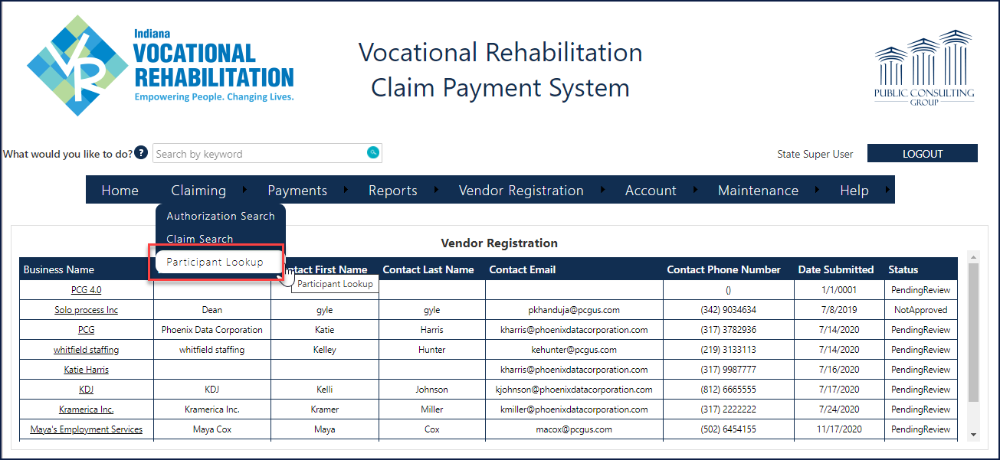 Indiana
VOCATIONAL
REHABILITATION
Empowering People. Changing Lives.
VR
Vocational Rehabilitation
Claim Payment System
PUBLIC CONSULTING
GROUP
What would you like to do? ? Search by keyword State Super User LOGOUT
Home Claiming Payments Reports Vendor Registration Account Maintenance Help
Authorization Search
Claim Search
Participant Lookup
Participant Lookup
Vendor Registration
Business Name First Name Contact Last Name Contact Email Contact Phone Number Date Submitted Status
PCG 4.0 () 1/1/0001 PendingReview
Solo process Inc Dean gyle gyle pkhanduja@pcgus.com (342) 9034634 7/8/2019 NotApproved
PCG Phoenix Data Corporation Katie Harris kharris@phoenixdatacorporation.com (317) 3782936 7/14/2020 PendingReview
whitfield staffing whitfield staffing Kelley Hunter kehunter@pcgus.com (219) 3133113 7/14/2020 PendingReview
Katie Harris kharris@phoenixdatacorporation.com (317) 9987777 7/16/2020 PendingReview
KDJ KDJ Kelli Johnson kjohnson@phoenixdatacorporation.com (812) 6665555 7/17/2020 PendingReview
Kramerica Inc. Kramerica Inc. Kramer Miller kmiller@phoenixdatacorporation.com (317) 2222222 7/24/2020 PendingReview
Maya's Employment Services Maya Cox Maya Cox macox@pcgus.com (502) 6454155 11/17/2020 PendingReview